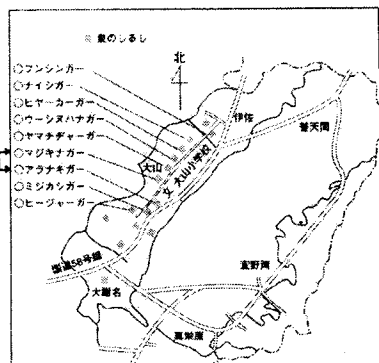 泉のしるし
北
○フンシンガー
○ナイシガー
○ヒヤーカーガー
○ウーシヌハナガー
○ヤマチヂャーガー
○マジキナガー
○アラナキガー
○ミジカシガー
○ヒージャーガー
伊佐
普天間
大山
文 大山小学校
宜野湾
国道58号線
大謝名
真栄原